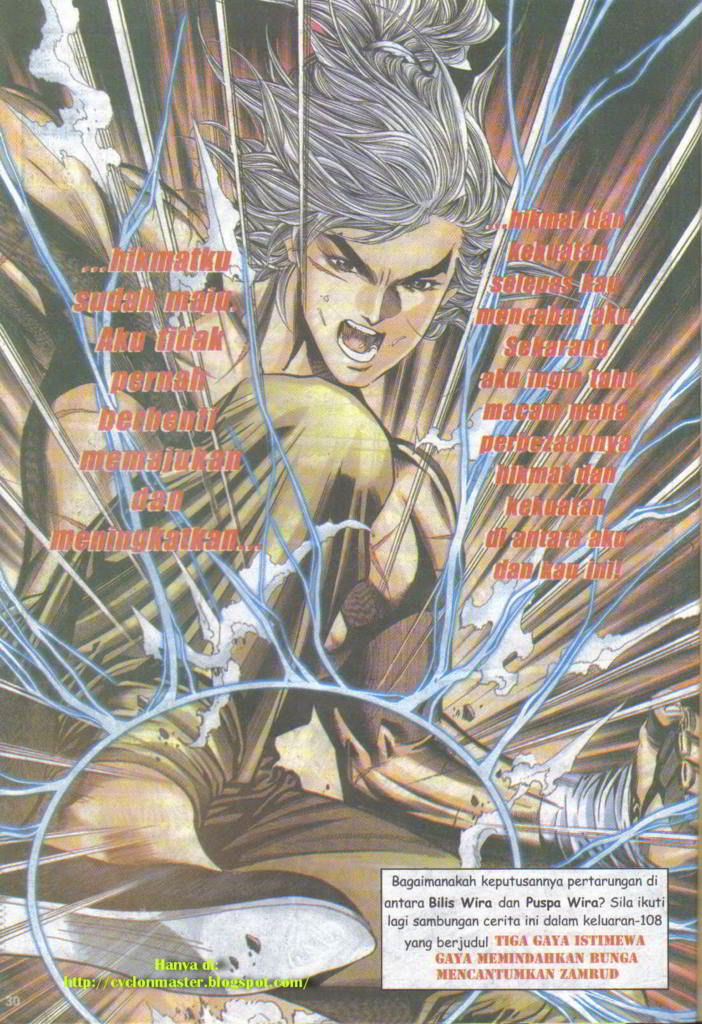 ...hikmatku
sudah maju.
Aku tidak
pernah
berhenti
memajukan
dan
meningkatkan...
...hikmat dan
kekuatan
selepas kau
mencabar aku.
Sekarang
aku ingin tahu
macam mana
perbezaannya
hikmat dan
kekuatan
di antara aku
dan kau ini!
Bagaimanakah keputusannya pertarungan di
antara Bilis Wira dan Puspa Wira? Sila ikuti
lagi sambungan cerita ini dalam keluaran-108
yang berjudul TIGA GAYA ISTIMEWA
GAYA MEMINDAHKAN BUNGA
MENCANTUMKAN ZAMRUD
Hanya di:
http://cyclonmaster.blogspot.com/
30